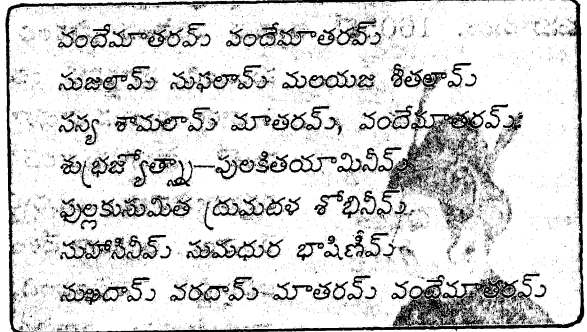 వందేమాతరమ్ వందేమాతరమ్
సుజలామ్ సుఫలామ్ మలయజ శీతలామ్
సస్య శామలామ్ మాతరమ్, వందేమాతరమ్.
శుభ్రజ్యోత్స్నా–పులకితయామినీమ్
ఫుల్లకుసుమిత ద్రుమదళ శోభినీమ్.
సుహాసినీమ్ సుమధుర భాషిణీమ్
సుఖదామ్ వరదామ్ మాతరమ్ వందేమాతరమ్